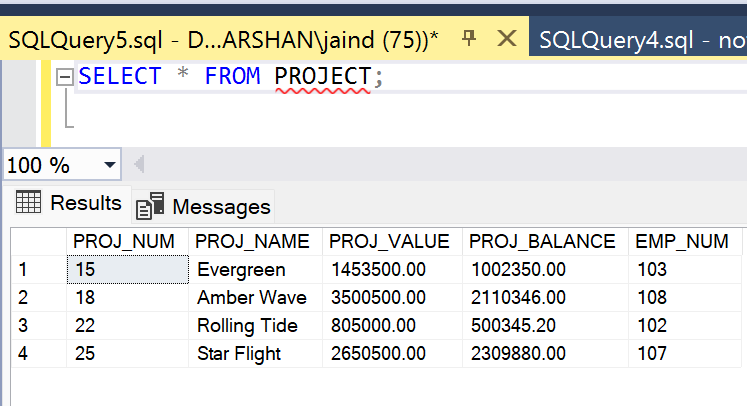 SQLQuery5.sql - D...ARSHAN\jaind (75))* SQLQuery4.sql - no
SELECT * FROM PROJECT;
100 %
Results Messages
PROJ_NUM PROJ_NAME PROJ_VALUE PROJ_BALANCE EMP_NUM
1 15 Evergreen 1453500.00 1002350.00 103
2 18 Amber Wave 3500500.00 2110346.00 108
3 22 Rolling Tide 805000.00 500345.20 102
4 25 Star Flight 2650500.00 2309880.00 107